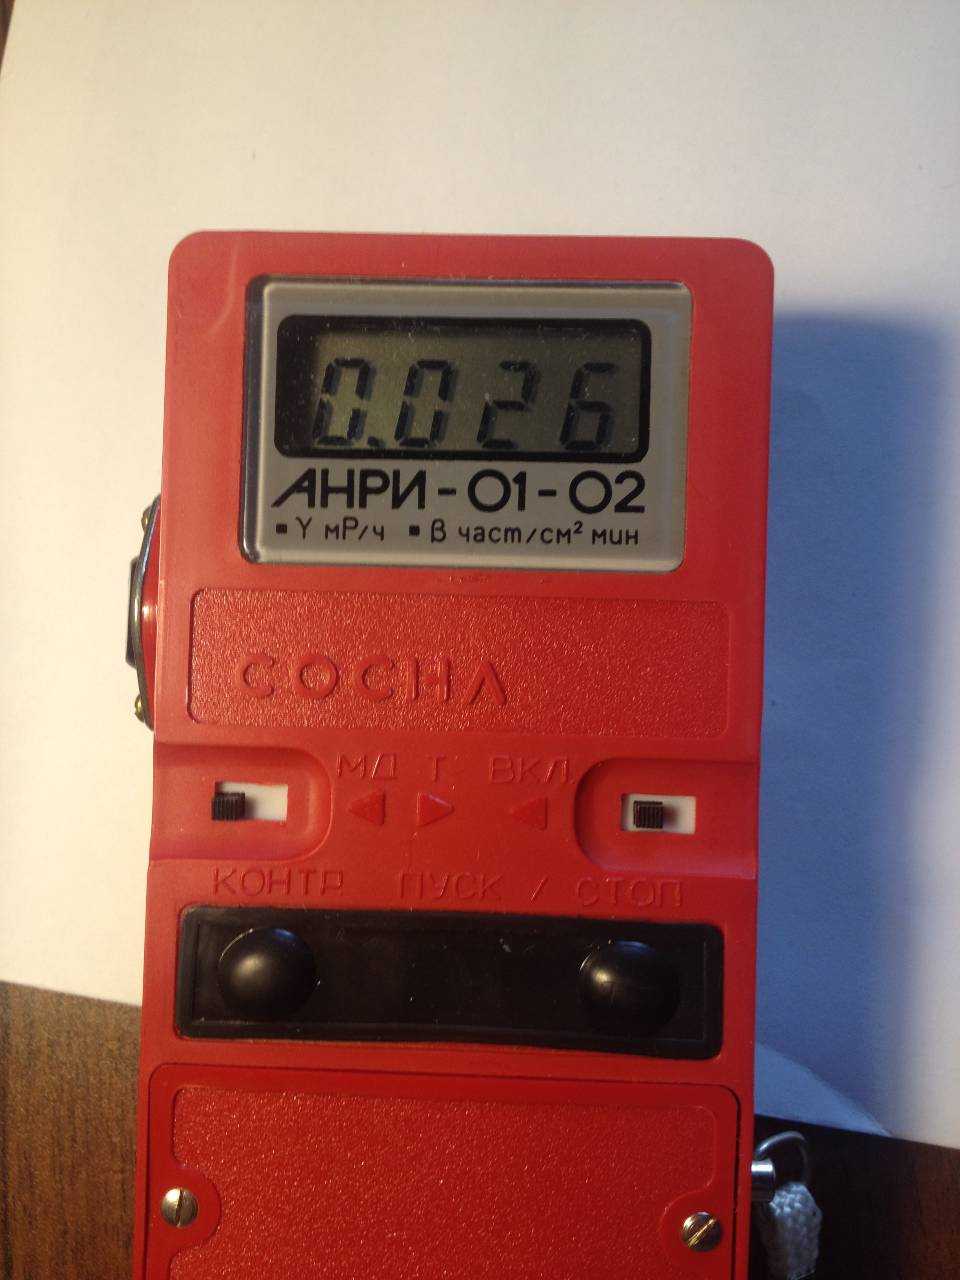 0.026
АНРИ-01-02
▪ γ мР/ч ▪ β част/см² мин
СОСНА
МД Т ВКЛ
КОНТР ПУСК / СТОП